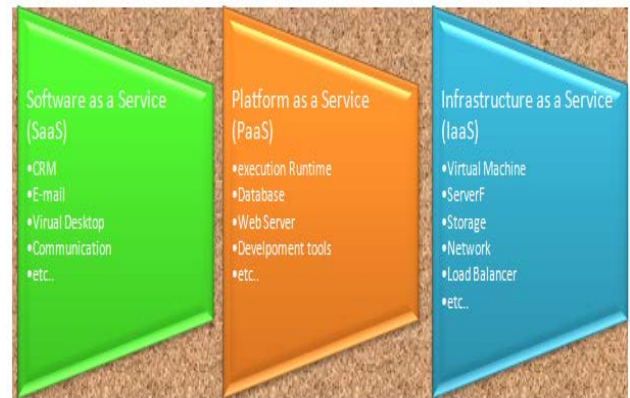 Software as a Service
(SaaS)
•CRM
•E-mail
•Virual Desktop
•Communication
•etc..
Platform as a Service
(PaaS)
•execution Runtime
•Database
•Web Server
•Develpoment tools
•etc..
Infrastructure as a Service
(IaaS)
•Virtual Machine
•ServerF
•Storage
•Network
•Load Balancer
•etc..